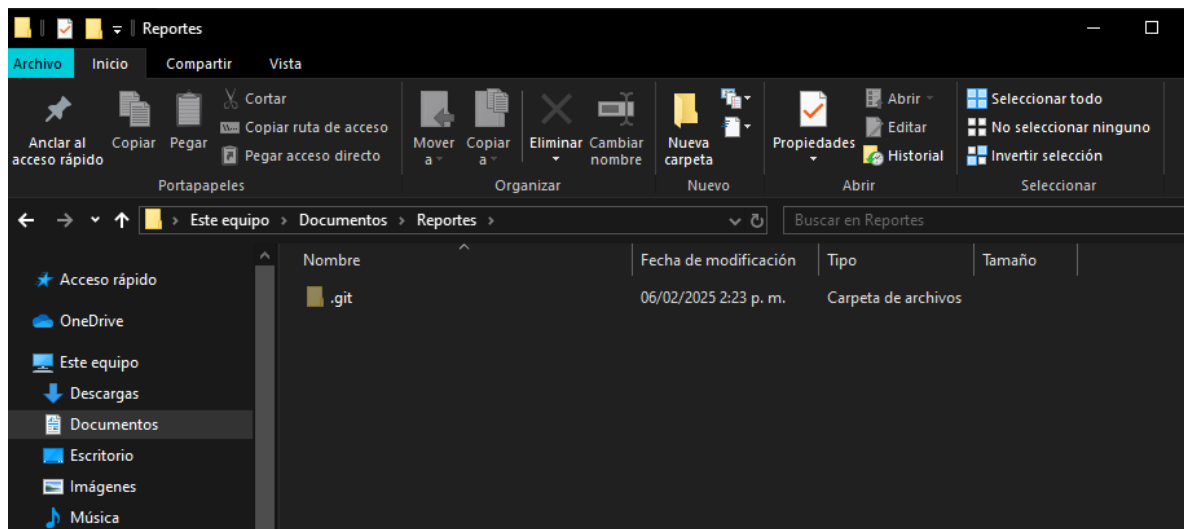 Reportes
Archivo Inicio Compartir Vista
Anclar al acceso rápido
Copiar
Pegar
Cortar
Copiar ruta de acceso
Pegar acceso directo
Portapapeles
Mover a
Copiar a
Eliminar
Cambiar nombre
Organizar
Nueva carpeta
Nuevo
Propiedades
Abrir
Editar
Historial
Abrir
Seleccionar todo
No seleccionar ninguno
Invertir selección
Seleccionar
Este equipo > Documentos > Reportes >
Buscar en Reportes
Nombre Fecha de modificación Tipo Tamaño
.git 06/02/2025 2:23 p. m. Carpeta de archivos
Acceso rápido
OneDrive
Este equipo
Descargas
Documentos
Escritorio
Imágenes
Música